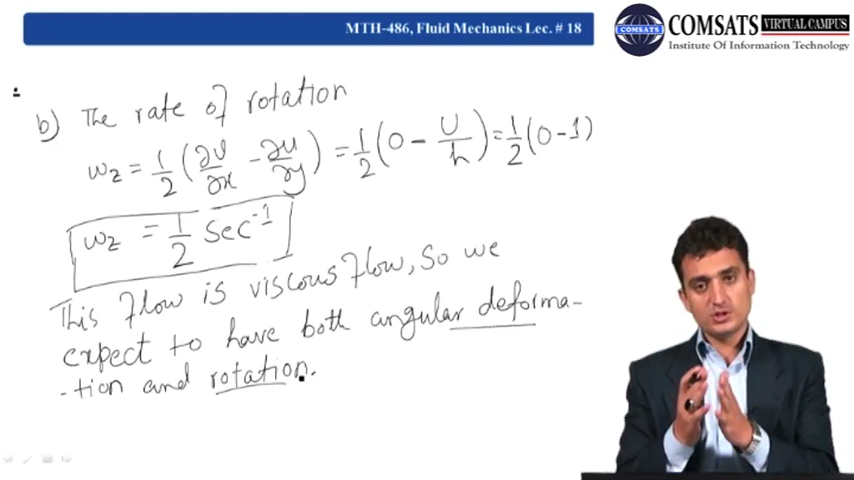 MTH-486, Fluid Mechanics Lec. # 18
COMSATS
COMSATS VIRTUAL CAMPUS
Institute Of Information Technology
b) The rate of rotation
ωz = 1/2 (∂v/∂x - ∂u/∂y) = 1/2 (0 - U/h) = 1/2 (0-1)
ωz = 1/2 sec⁻¹
This flow is viscous flow, So we
expect to have both angular deforma-
-tion and rotation.